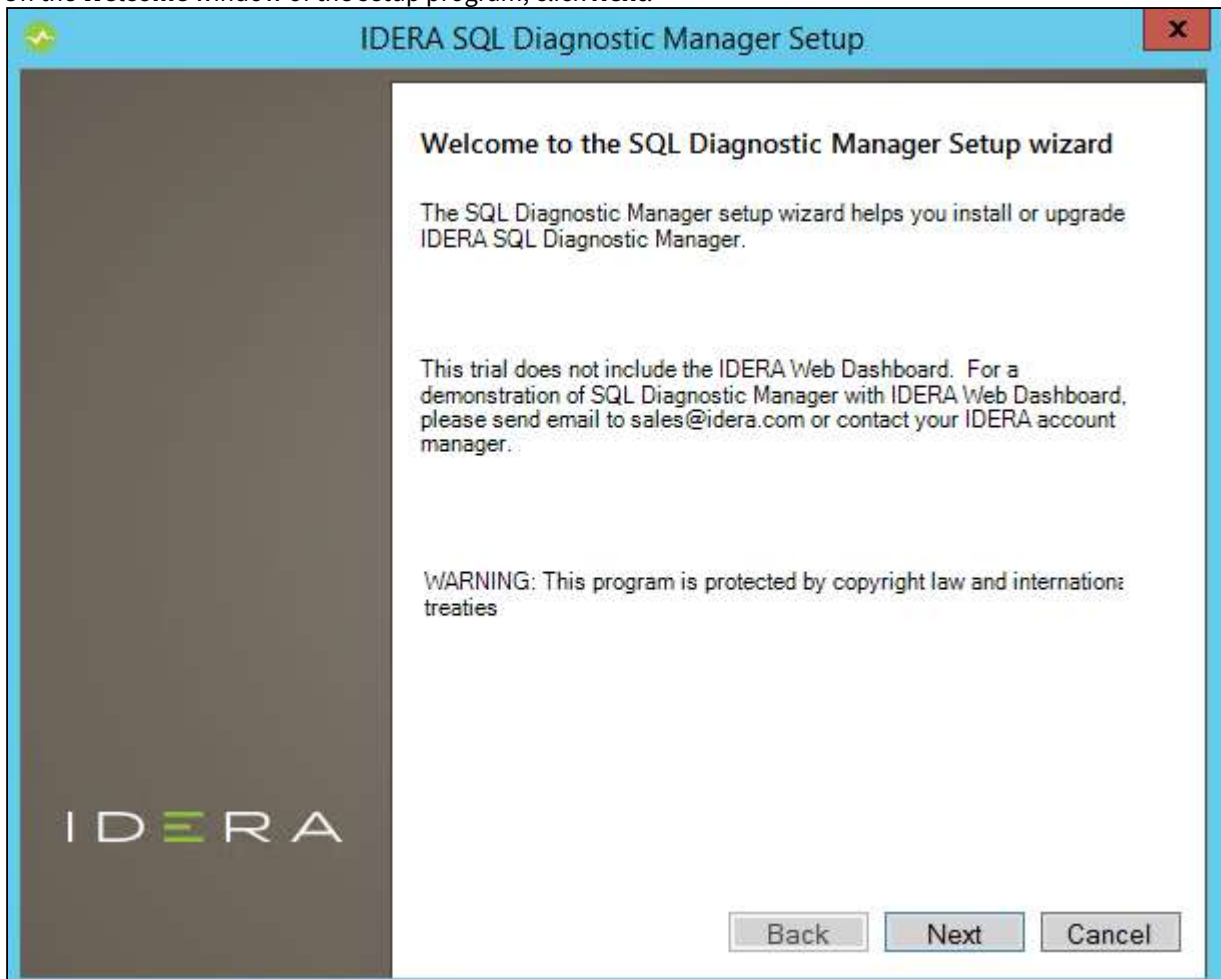 IDERA SQL Diagnostic Manager Setup
x
Welcome to the SQL Diagnostic Manager Setup wizard
The SQL Diagnostic Manager setup wizard helps you install or upgrade
IDERA SQL Diagnostic Manager.
This trial does not include the IDERA Web Dashboard. For a
demonstration of SQL Diagnostic Manager with IDERA Web Dashboard,
please send email to sales@idera.com or contact your IDERA account
manager.
WARNING: This program is protected by copyright law and internationa
treaties
IDERA
Back Next Cancel